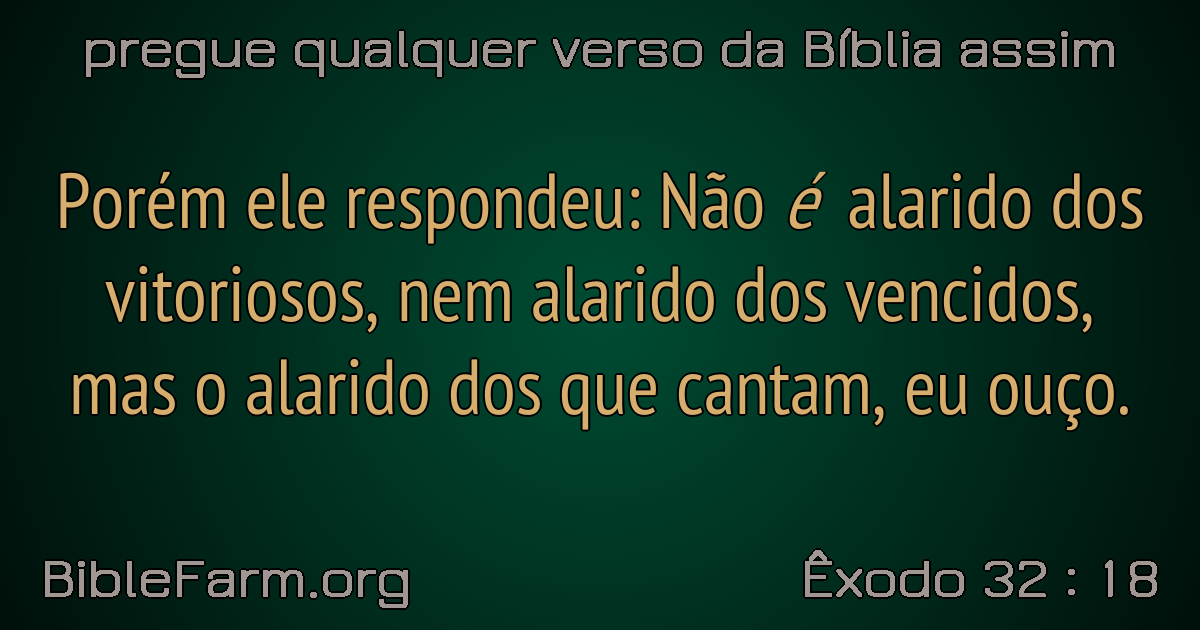 pregue qualquer verso da Bíblia assim
Porém ele respondeu: Não é alarido dos
vitoriosos, nem alarido dos vencidos,
mas o alarido dos que cantam, eu ouço.
BibleFarm.org
Êxodo 32 : 18